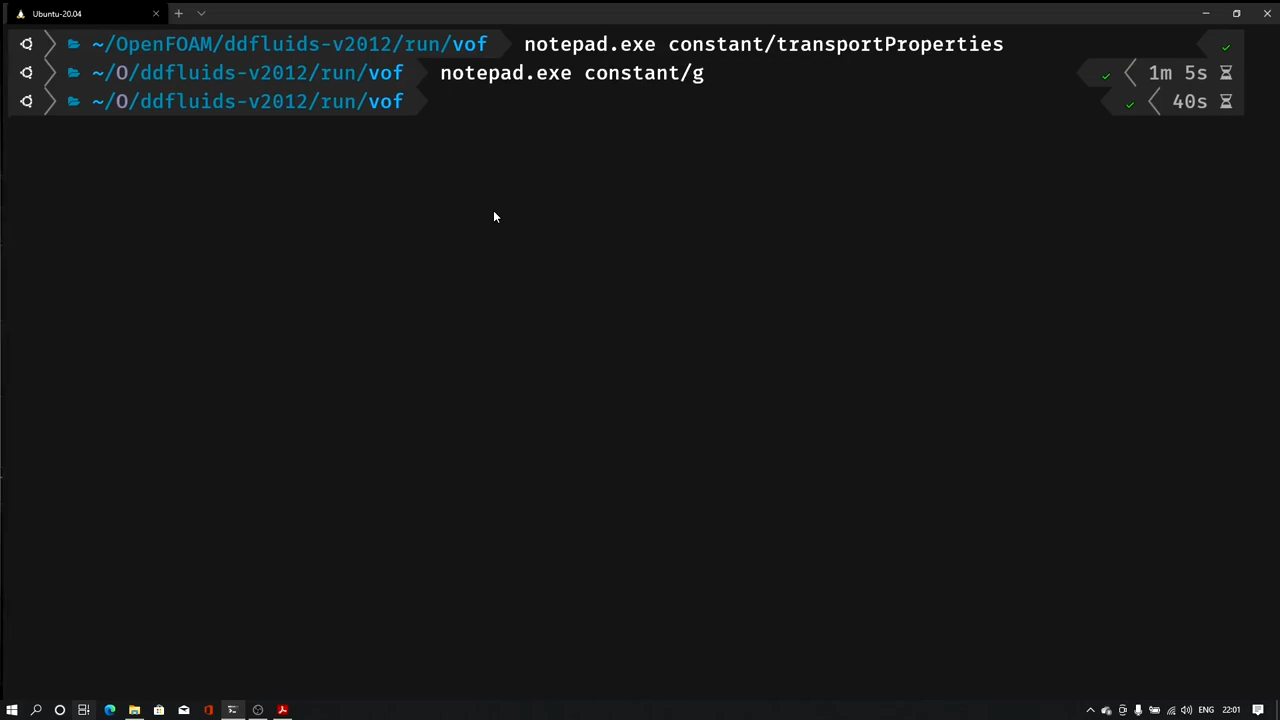 Ubuntu-20.04
~/OpenFOAM/ddfluids-v2012/run/vof notepad.exe constant/transportProperties
~/O/ddfluids-v2012/run/vof notepad.exe constant/g 1m 5s
~/O/ddfluids-v2012/run/vof 40s
ENG 22:01